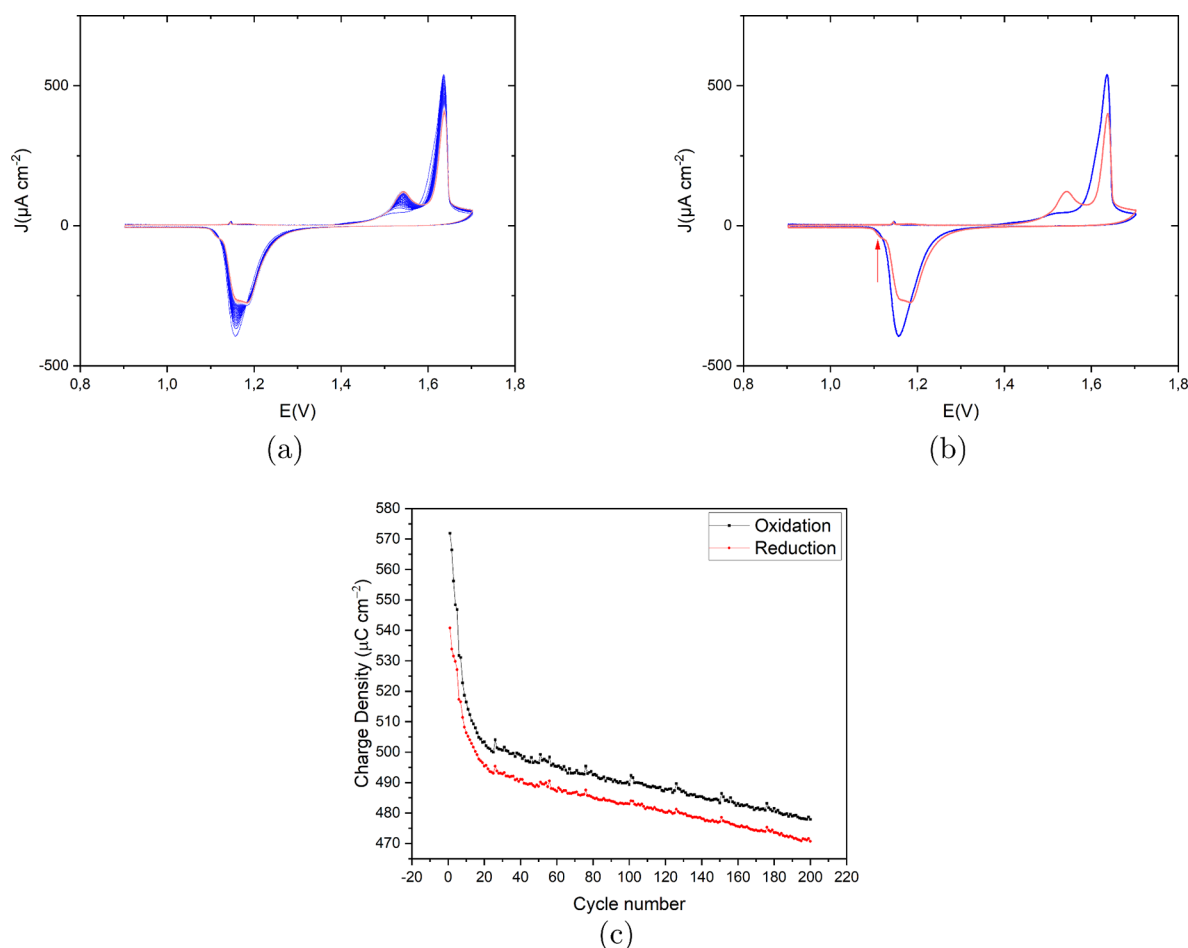 500
0
-500
J(µA cm-2)
0,8 1,0 1,2 1,4 1,6 1,8
E(V)
(a)
500
0
-500
J(µA cm-2)
0,8 1,0 1,2 1,4 1,6 1,8
E(V)
(b)
580
570
560
550
540
530
520
510
500
490
480
470
Charge Density (µC cm−2)
Oxidation
Reduction
-20 0 20 40 60 80 100 120 140 160 180 200 220
Cycle number
(c)